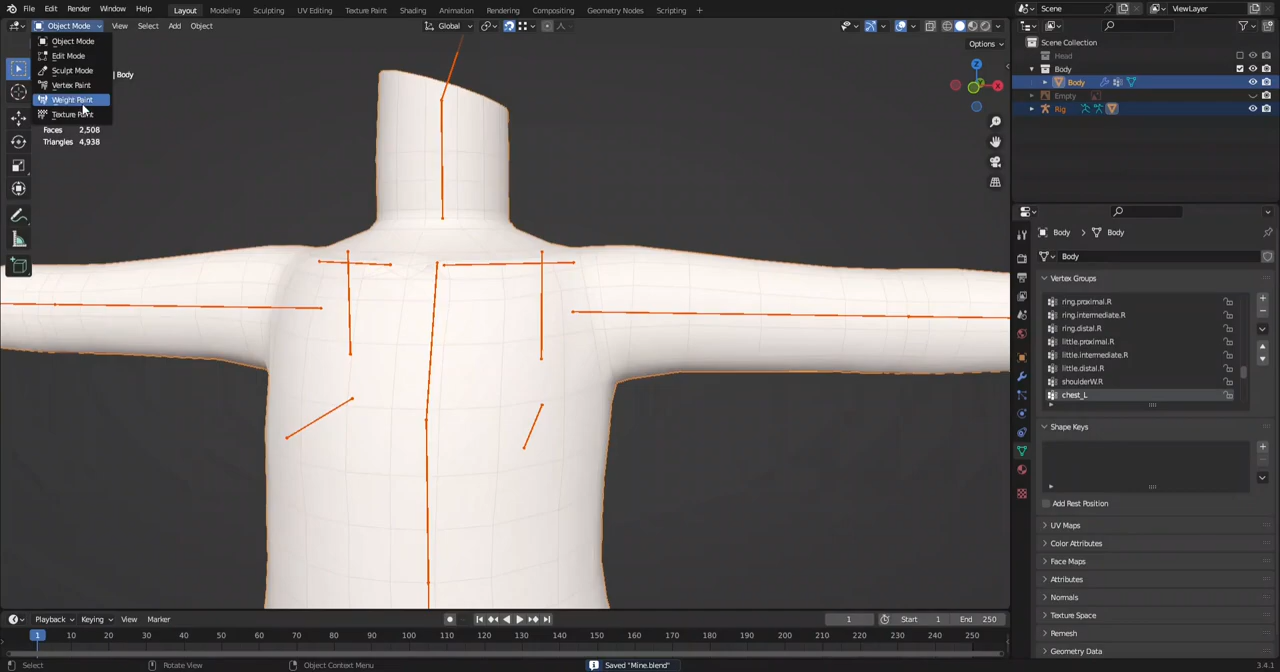 File Edit Render Window Help Layout Modeling Sculpting UV Editing Texture Paint Shading Animation Rendering Compositing Geometry Nodes Scripting + Scene ViewLayer
Object Mode View Select Add Object Global
Options
Object Mode
Edit Mode
Sculpt Mode
Vertex Paint
Weight Paint
Texture Paint
| Body
Faces 2,508
Triangles 4,938
Z
X
Scene Collection
Head
Body
Body
Empty
Rig
Body > Body
Body
Vertex Groups
ring.proximal.R
ring.intermediate.R
ring.distal.R
little.proximal.R
little.intermediate.R
little.distal.R
shoulderW.R
chest_L
Shape Keys
Add Rest Position
UV Maps
Color Attributes
Face Maps
Attributes
Normals
Texture Space
Remesh
Geometry Data
Playback Keying View Marker 1 Start 1 End 250
1 10 20 30 40 50 60 70 80 90 100 110 120 130 140 150 160 170 180 190 200 210 220 230 240 250
Select Rotate View Object Context Menu Saved "Mine.blend" 3.4.1